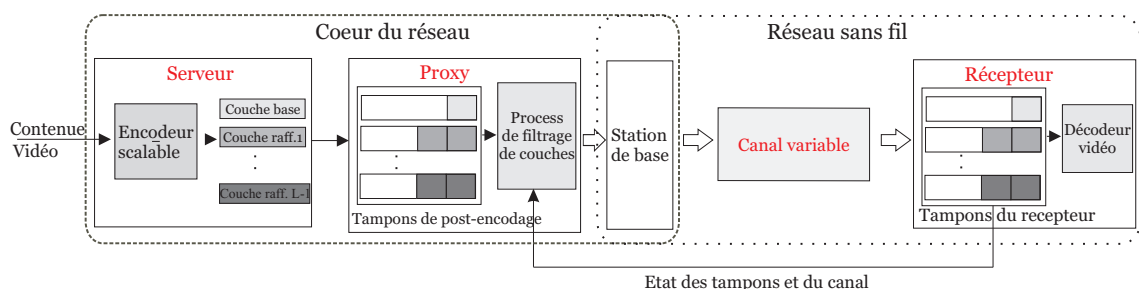 Coeur du réseau
Réseau sans fil
Serveur
Proxy
Récepteur
Contenue
Vidéo
Encodeur
scalable
Couche base
Couche raff.1
:
Couche raff. L-1
:
Process
de filtrage
de couches
Tampons de post-encodage
Station
de base
Canal variable
:
Décodeur
vidéo
Tampons du recepteur
Etat des tampons et du canal